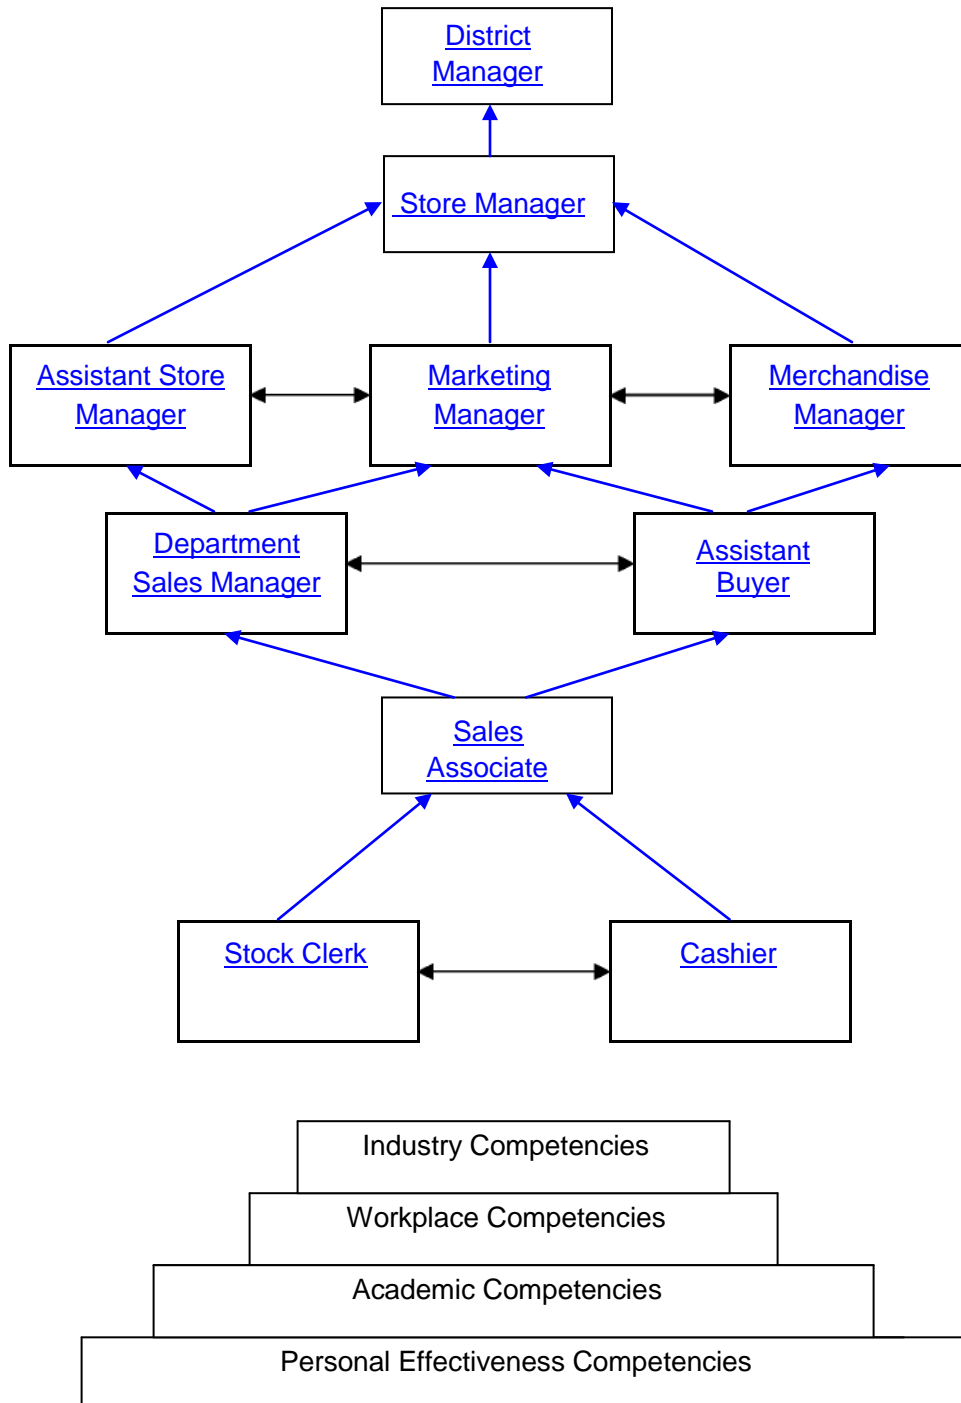 District
Manager
Store Manager
Assistant Store
Manager
Marketing
Manager
Merchandise
Manager
Department
Sales Manager
Assistant
Buyer
Sales
Associate
Stock Clerk
Cashier
Industry Competencies
Workplace Competencies
Academic Competencies
Personal Effectiveness Competencies